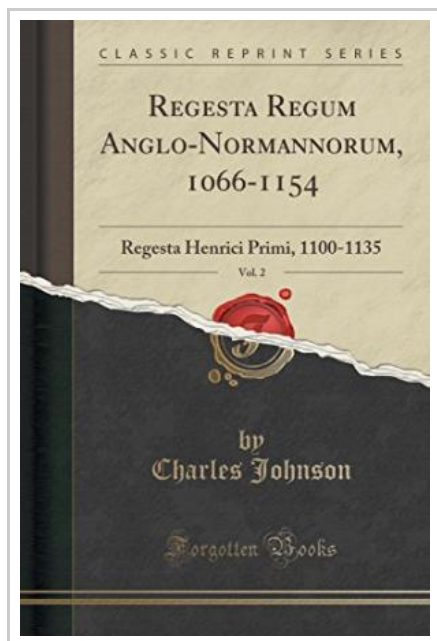 CLASSIC REPRINT SERIES
REGESTA REGUM
ANGLO-NORMANNORUM,
1066-1154
Regesta Henrici Primi, 1100-1135
Vol. 2
by
Charles Johnson
Forgotten Books